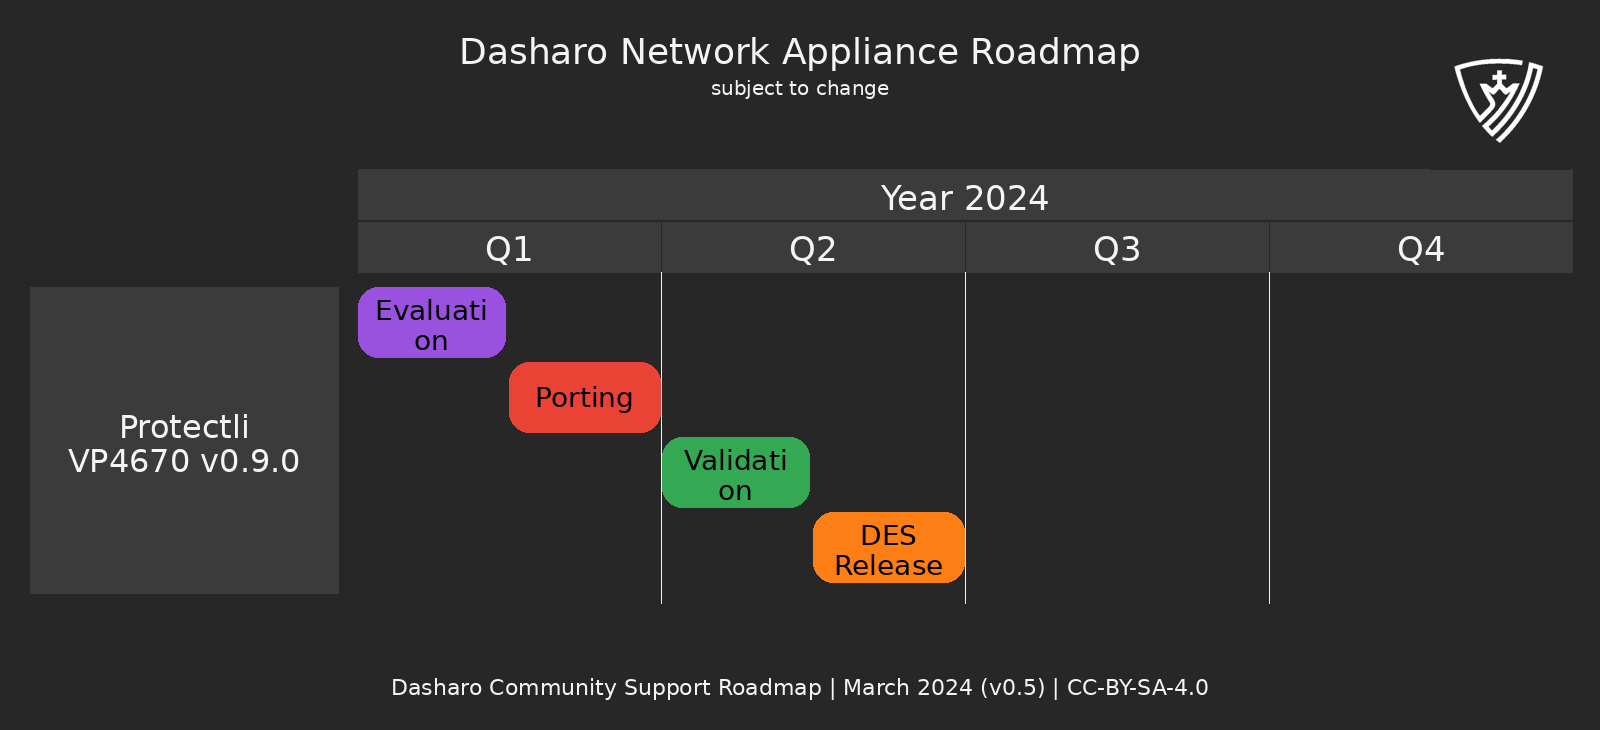 Dasharo Network Appliance Roadmap
subject to change
Year 2024
Q1 Q2 Q3 Q4
Evaluati
on
Porting
Protectli
VP4670 v0.9.0
Validati
on
DES
Release
Dasharo Community Support Roadmap | March 2024 (v0.5) | CC-BY-SA-4.0